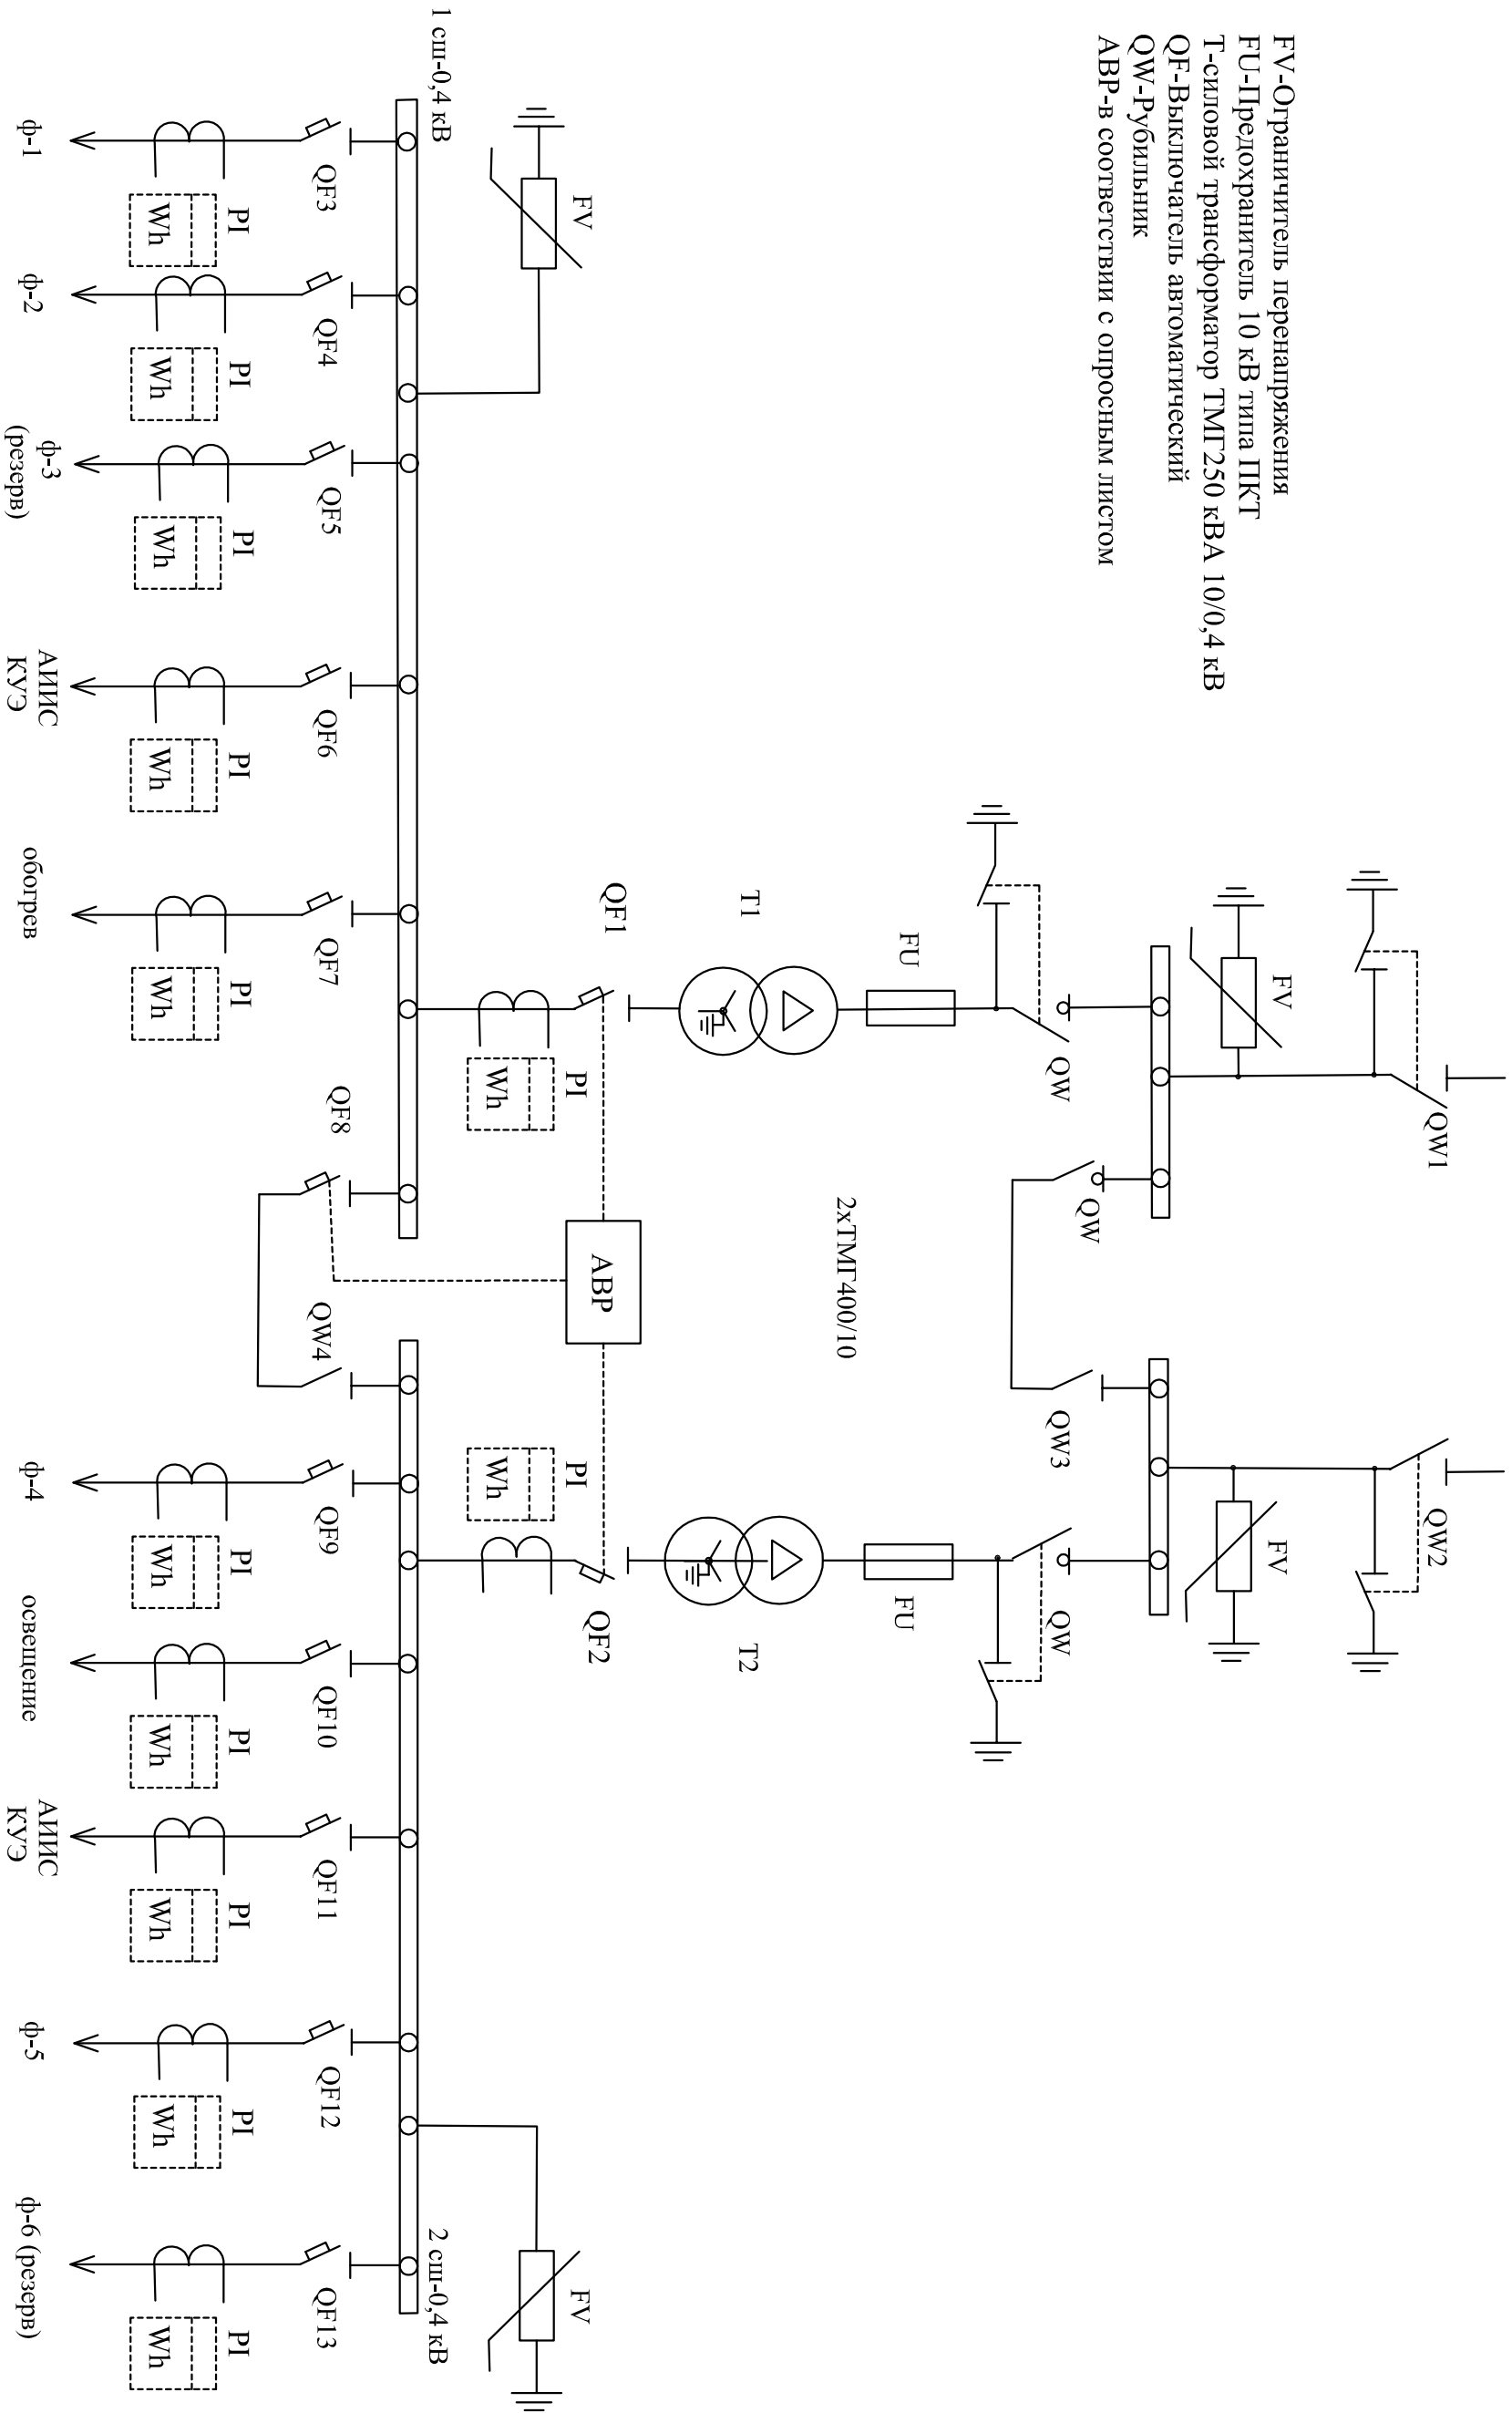 FV-Ограничитель перенапряжения
FU-Предохранитель 10 кВ типа ПКТ
Т-силовой трансформатор ТМГ250 кВА 10/0,4 кВ
QF-Выключатель автоматический
QW-Рубильник
АВР-в соответствии с опросным листом
QW1
QW2
FV
FV
QW
QW
QW3
QW
FU
FU
2хТМГ400/10
Т1
Т2
QF1
QF2
АВР
FV
FV
PI
Wh
PI
Wh
1 сш-0,4 кВ
2 сш-0,4 кВ
QF3
QF4
QF5
QF6
QF7
QF8
QW4
QF9
QF10
QF11
QF12
QF13
PI
Wh
PI
Wh
PI
Wh
PI
Wh
PI
Wh
PI
Wh
PI
Wh
PI
Wh
PI
Wh
PI
Wh
ф-1
ф-2
ф-3
(резерв)
АИИС
КУЭ
обогрев
ф-4
освешение
АИИС
КУЭ
ф-5
ф-6 (резерв)